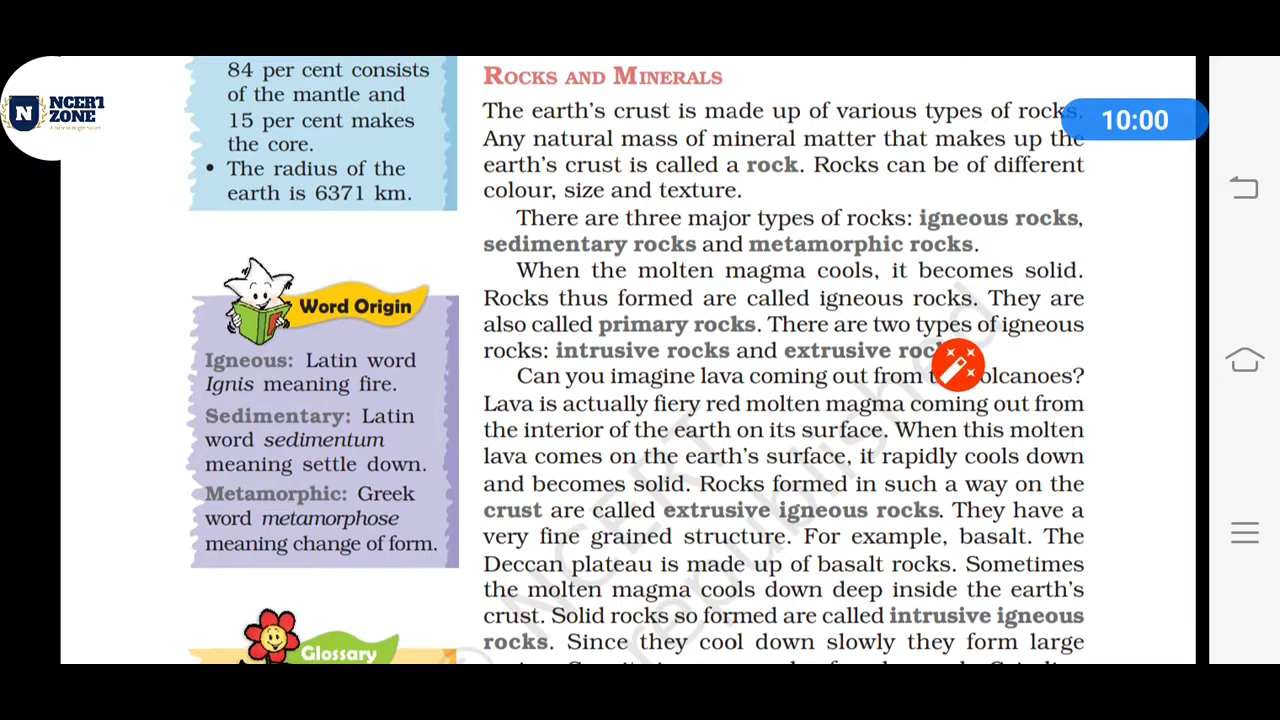 NCERT
ZONE
84 per cent consists
of the mantle and
15 per cent makes
the core.
• The radius of the
earth is 6371 km.
Word Origin
Igneous: Latin word
Ignis meaning fire.
Sedimentary: Latin
word sedimentum
meaning settle down.
Metamorphic: Greek
word metamorphose
meaning change of form.
Glossary
ROCKS AND MINERALS
The earth's crust is made up of various types of rocks.
10:00
Any natural mass of mineral matter that makes up the
earth's crust is called a rock. Rocks can be of different
colour, size and texture.
There are three major types of rocks: igneous rocks,
sedimentary rocks and metamorphic rocks.
When the molten magma cools, it becomes solid.
Rocks thus formed are called igneous rocks. They are
also called primary rocks. There are two types of igneous
rocks: intrusive rocks and extrusive
Can you imagine lava coming out from
Lava is actually fiery red molten magma coming out from
the interior of the earth on its surface. When this molten
lava comes on the earth's surface, it rapidly cools down
and becomes solid. Rocks formed in such a way on the
crust are called extrusive igneous rocks. They have a
very fine grained structure. For example, basalt. The
Deccan plateau is made up of basalt rocks. Sometimes
the molten magma cools down deep inside the earth's
crust. Solid rocks so formed are called intrusive igneous
rocks. Since they cool down slowly they form large
© NCERT
republished